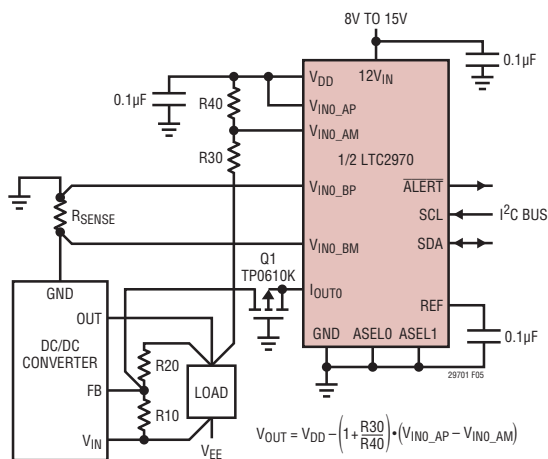 8V TO 15V
0.1µF
0.1µF
R40
R30
V_DD
12V_IN
V_IN0_AP
V_IN0_AM
1/2 LTC2970
V_IN0_BP
ALERT
SCL
I²C BUS
R_SENSE
V_IN0_BM
SDA
Q1
TP0610K
I_OUT0
GND
REF
OUT
DC/DC
CONVERTER
GND
ASEL0
ASEL1
0.1µF
R20
FB
LOAD
29701 F05
R10
V_IN
V_EE
V_OUT = V_DD – (1 + R30/R40) • (V_IN0_AP – V_IN0_AM)